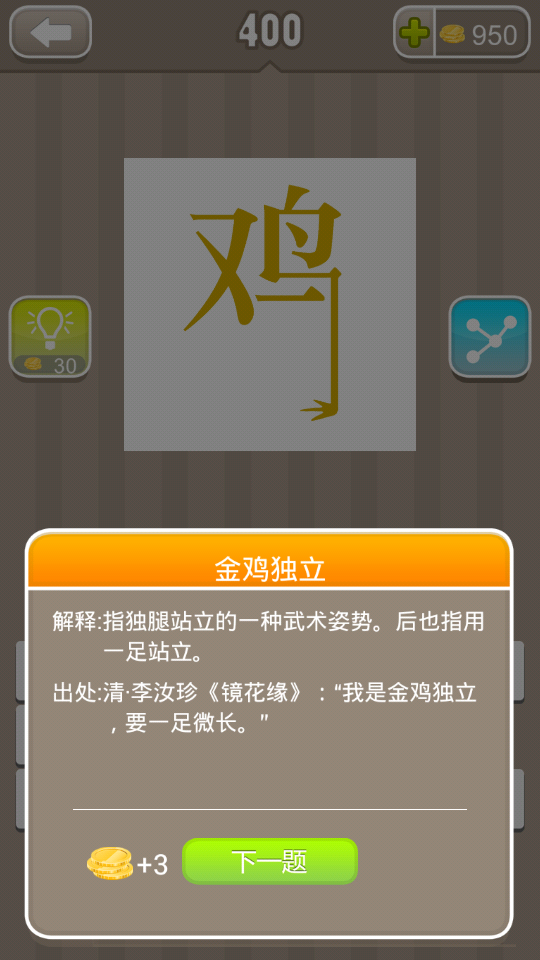 400
950
鸡
30
金鸡独立
解释:指独腿站立的一种武术姿势。后也指用
一足站立。
出处:清·李汝珍《镜花缘》："我是金鸡独立
，要一足微长。"
+3
下一题